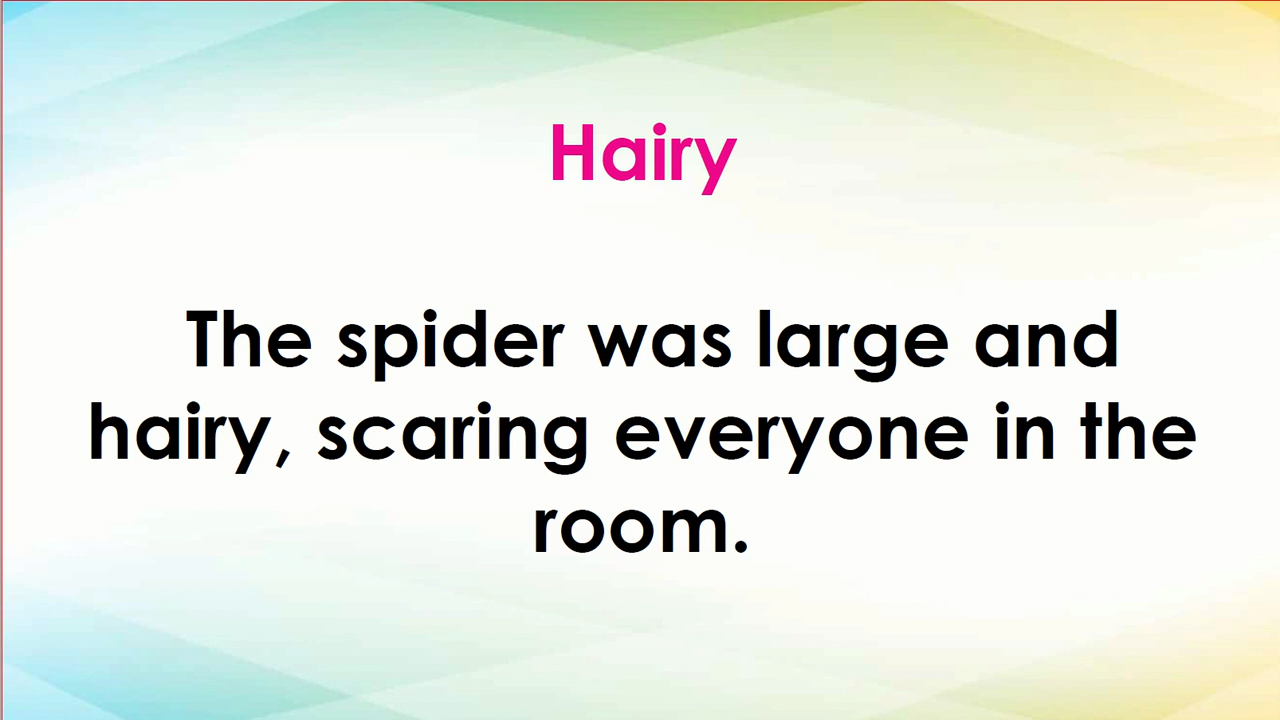 Hairy
The spider was large and
hairy, scaring everyone in the
room.